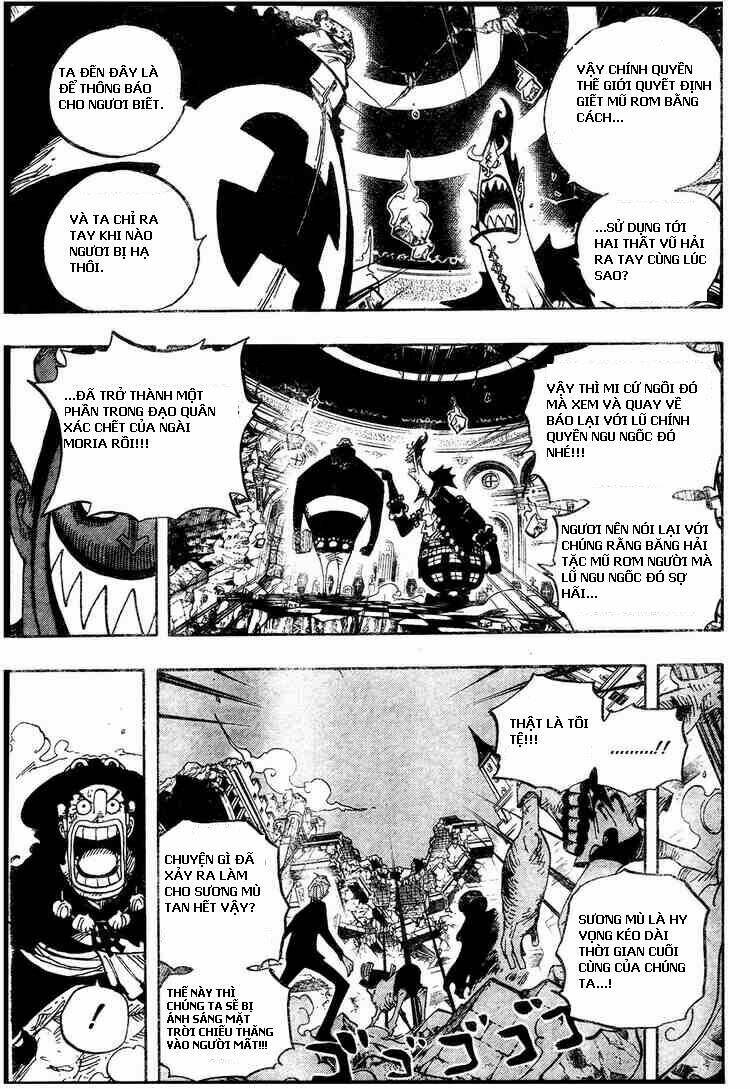 VẬY CHÍNH QUYỀN
THẾ GIỚI QUYẾT ĐỊNH
GIẾT MŨ RƠM BẰNG
CÁCH...
...SỬ DỤNG TỚI
HAI THẤT VŨ HẢI
RA TAY CÙNG LÚC
SAO?
TA ĐẾN ĐÂY LÀ
ĐỂ THÔNG BÁO
CHO NGƯƠI BIẾT.
VÀ TA CHỈ RA
TAY KHI NÀO
NGƯƠI BỊ HẠ
THÔI.
VẬY THÌ MI CỨ NGỒI ĐÓ
MÀ XEM VÀ QUAY VỀ
BÁO LẠI VỚI LŨ CHÍNH
QUYỀN NGU NGỐC ĐÓ
NHÉ!!!
NGƯƠI NÊN NÓI LẠI VỚI
CHÚNG RẰNG BĂNG HẢI
TẶC MŨ RƠM NGƯỜI MÀ
LŨ NGU NGỐC ĐÓ SỢ
HÃI...
...ĐÃ TRỞ THÀNH MỘT
PHẦN TRONG ĐẠO QUÂN
XÁC CHẾT CỦA NGÀI
MORIA RỒI!!!
..........!!
THẬT LÀ TỒI
TỆ!!!
SƯƠNG MÙ LÀ HY
VỌNG KÉO DÀI
THỜI GIAN CUỐI
CÙNG CỦA CHÚNG
TA...!
CHUYỆN GÌ ĐÃ
XẢY RA LÀM
CHO SƯƠNG MÙ
TAN HẾT VẬY?
THẾ NÀY THÌ
CHÚNG TA SẼ BỊ
ÁNH SÁNG MẶT
TRỜI CHIẾU THẲNG
VÀO NGƯỜI MẤT!!!
ゴゴゴゴゴ
!